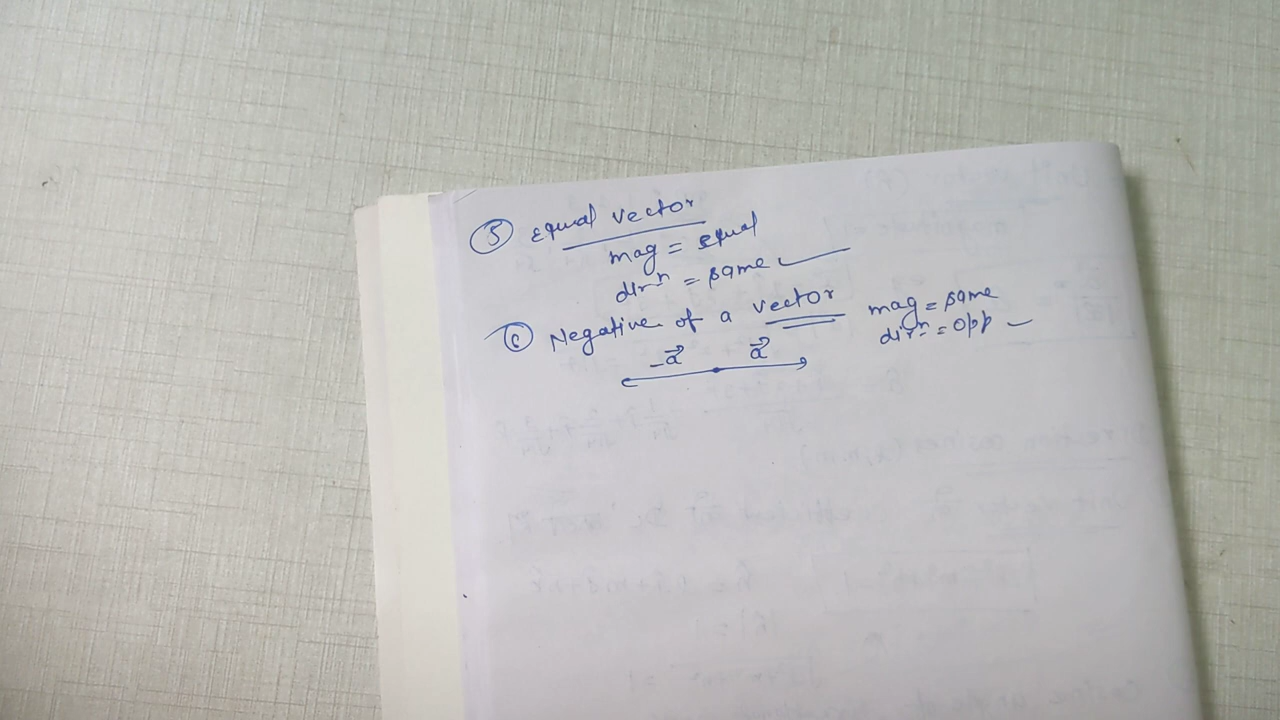 ⑤ Equal Vector
mag = equal
dirⁿ = same
⑥ Negative of a vector mag = same
dirⁿ = opp
-a⃗ a⃗